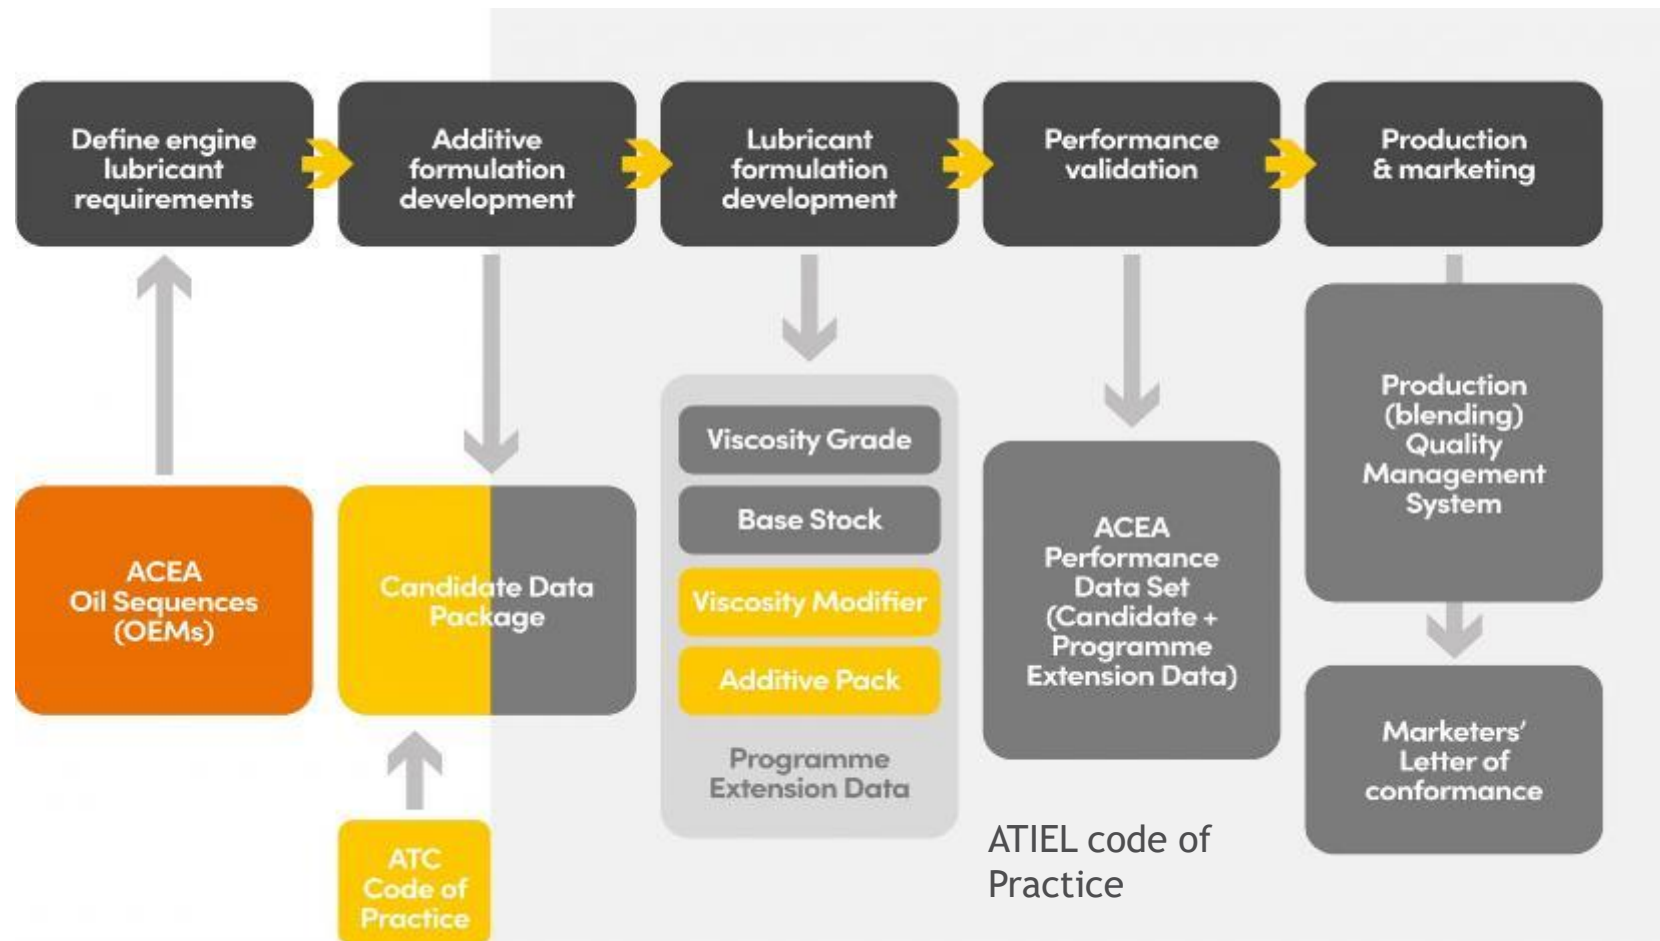 Define engine
lubricant
requirements
Additive
formulation
development
Lubricant
formulation
development
Performance
validation
Production
& marketing
ACEA
Oil Sequences
(OEMs)
Candidate Data
Package
ATC
Code of
Practice
Viscosity Grade
Base Stock
Viscosity Modifier
Additive Pack
Programme
Extension Data
ACEA
Performance
Data Set
(Candidate +
Programme
Extension Data)
ATIEL code of
Practice
Production
(blending)
Quality
Management
System
Marketers'
Letter of
conformance